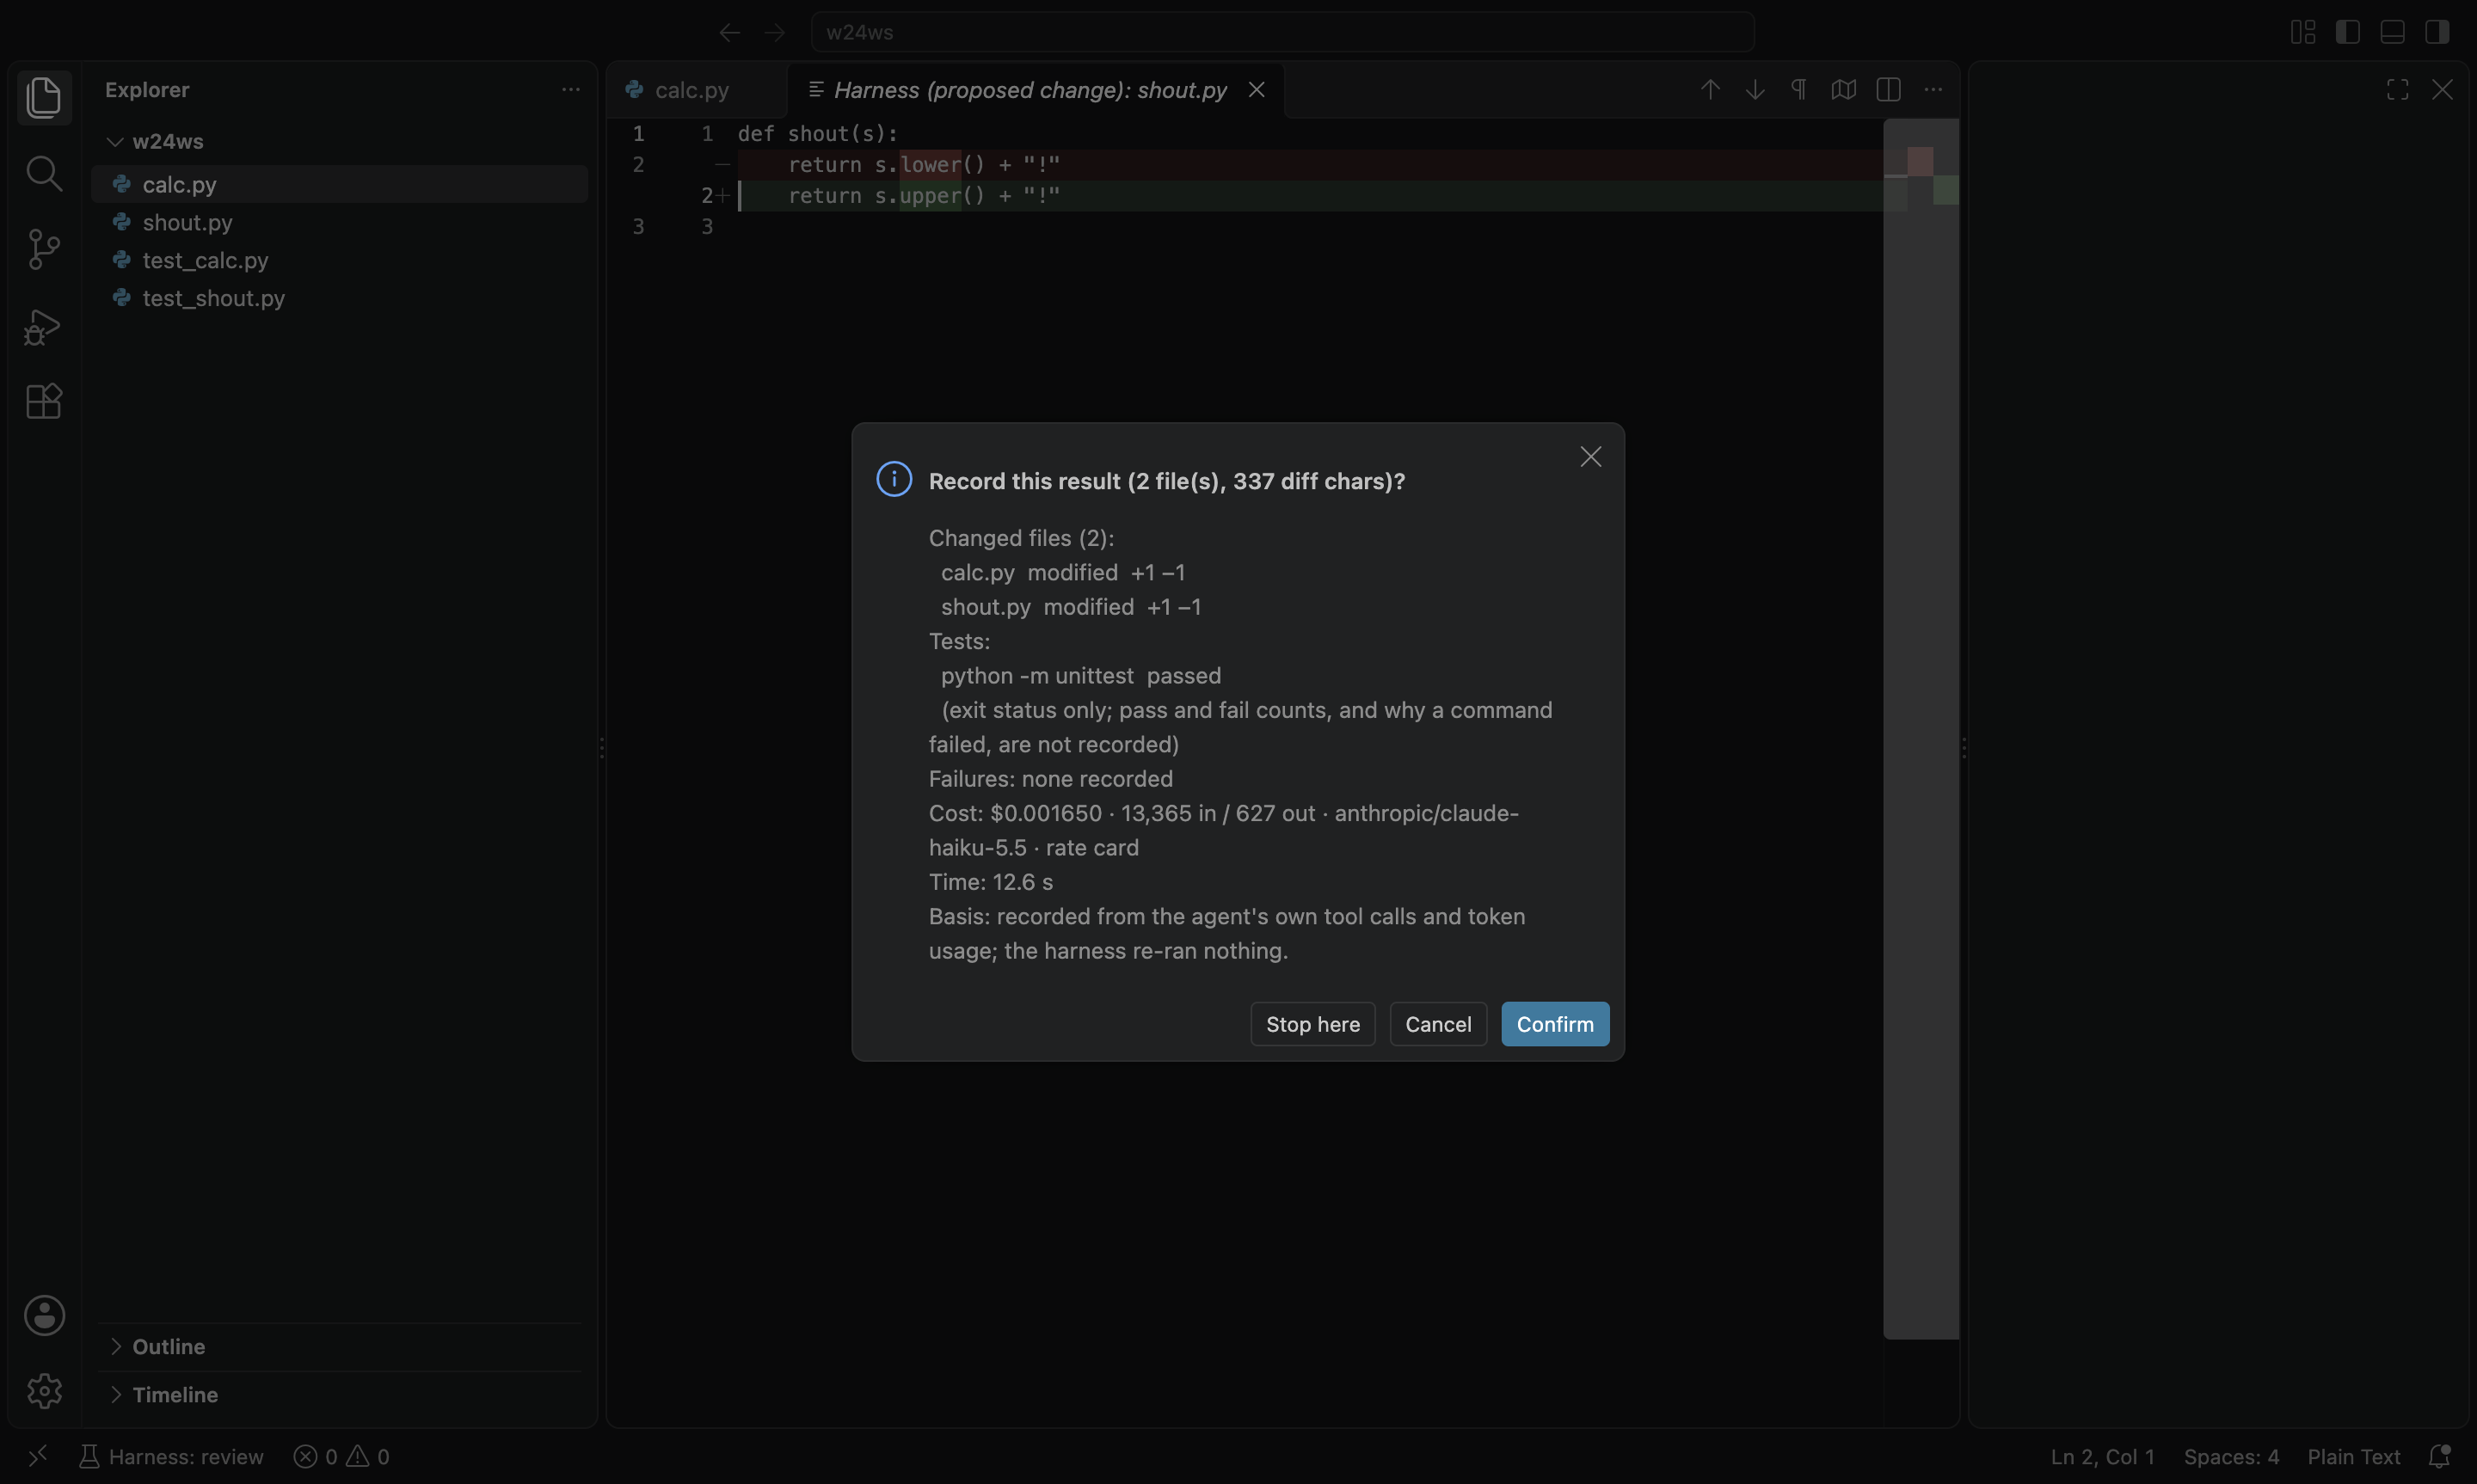 w24ws
Explorer
w24ws
calc.py
shout.py
test_calc.py
test_shout.py
Outline
Timeline
calc.py
Harness (proposed change): shout.py
1 1 def shout(s):
2 — return s.lower() + "!"
2+ return s.upper() + "!"
3 3
Record this result (2 file(s), 337 diff chars)?
Changed files (2):
calc.py modified +1 −1
shout.py modified +1 −1
Tests:
python -m unittest passed
(exit status only; pass and fail counts, and why a command
failed, are not recorded)
Failures: none recorded
Cost: $0.001650 · 13,365 in / 627 out · anthropic/claude-
haiku-5.5 · rate card
Time: 12.6 s
Basis: recorded from the agent's own tool calls and token
usage; the harness re-ran nothing.
Stop here
Cancel
Confirm
Harness: review
0
0
Ln 2, Col 1
Spaces: 4
Plain Text